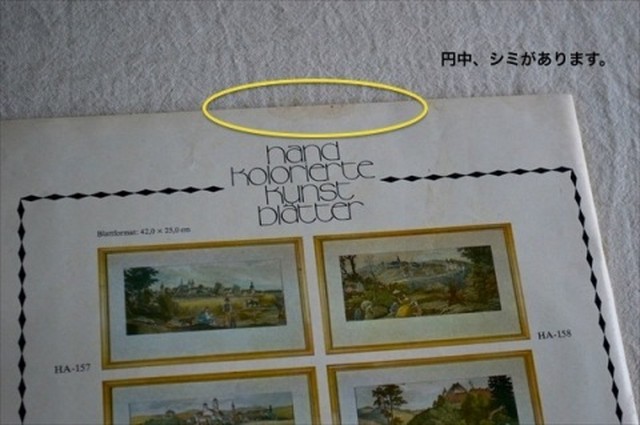 円中、シミがあります。
hand
kolorierte
kunst
blätter
Blattformat: 42,0 × 25,0 cm
HA-157
HA-158